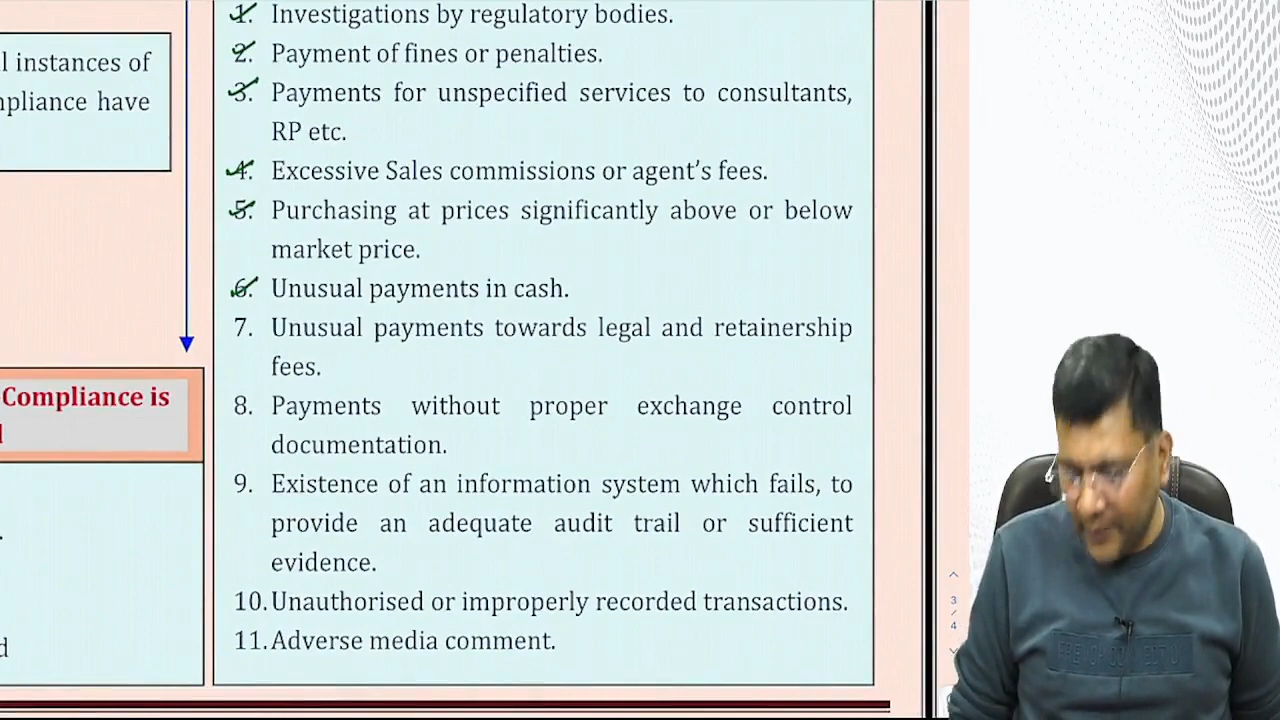 l instances of
mpliance have
Compliance is
d
1. Investigations by regulatory bodies.
2. Payment of fines or penalties.
3. Payments for unspecified services to consultants,
RP etc.
4. Excessive Sales commissions or agent’s fees.
5. Purchasing at prices significantly above or below
market price.
6. Unusual payments in cash.
7. Unusual payments towards legal and retainership
fees.
8. Payments without proper exchange control
documentation.
9. Existence of an information system which fails, to
provide an adequate audit trail or sufficient
evidence.
10. Unauthorised or improperly recorded transactions.
11. Adverse media comment.
3
/
4